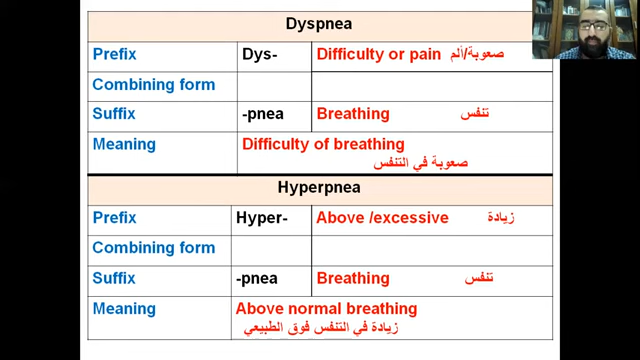 Dyspnea
Prefix Dys- Difficulty or pain صعوبة/ألم
Combining form
Suffix -pnea Breathing تنفس
Meaning Difficulty of breathing
صعوبة في التنفس
Hyperpnea
Prefix Hyper- Above /excessive زيادة
Combining form
Suffix -pnea Breathing تنفس
Meaning Above normal breathing
زيادة في التنفس فوق الطبيعي